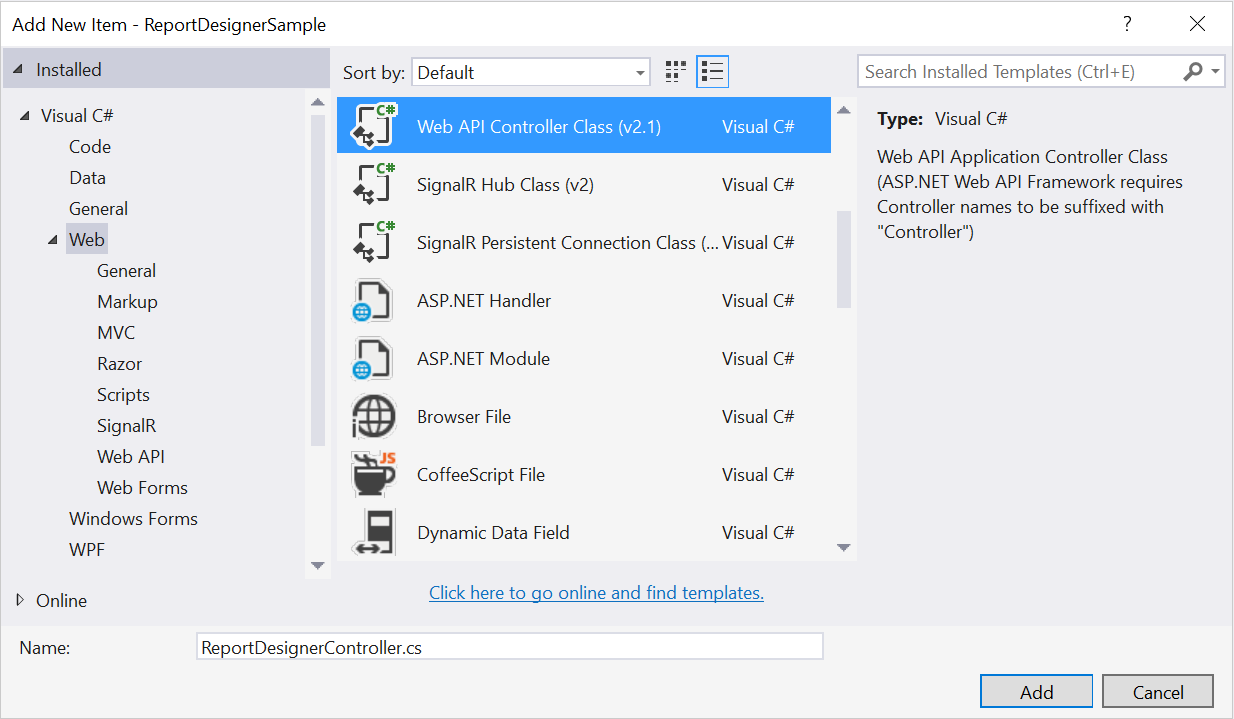 Add New Item - ReportDesignerSample
?
Installed
Sort by: Default
Search Installed Templates (Ctrl+E)
Visual C#
Code
Data
General
Web
General
Markup
MVC
Razor
Scripts
SignalR
Web API
Web Forms
Windows Forms
WPF
Online
C# Web API Controller Class (v2.1) Visual C#
C# SignalR Hub Class (v2) Visual C#
C# SignalR Persistent Connection Class (... Visual C#
ASP.NET Handler Visual C#
ASP.NET Module Visual C#
Browser File Visual C#
JS CoffeeScript File Visual C#
Dynamic Data Field Visual C#
Click here to go online and find templates.
Type: Visual C#
Web API Application Controller Class
(ASP.NET Web API Framework requires
Controller names to be suffixed with
"Controller")
Name: ReportDesignerController.cs
Add Cancel